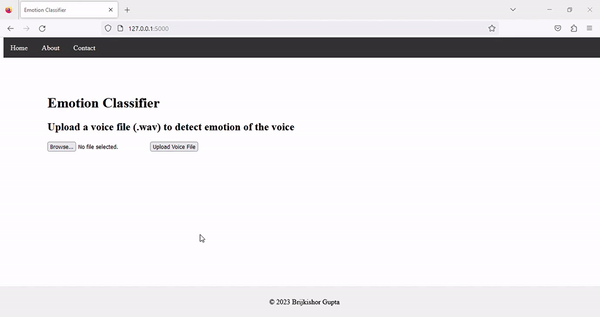 Emotion Classifier
127.0.0.1:5000
Home About Contact
Emotion Classifier
Upload a voice file (.wav) to detect emotion of the voice
Browse... No file selected. Upload Voice File
© 2023 Brijkishor Gupta